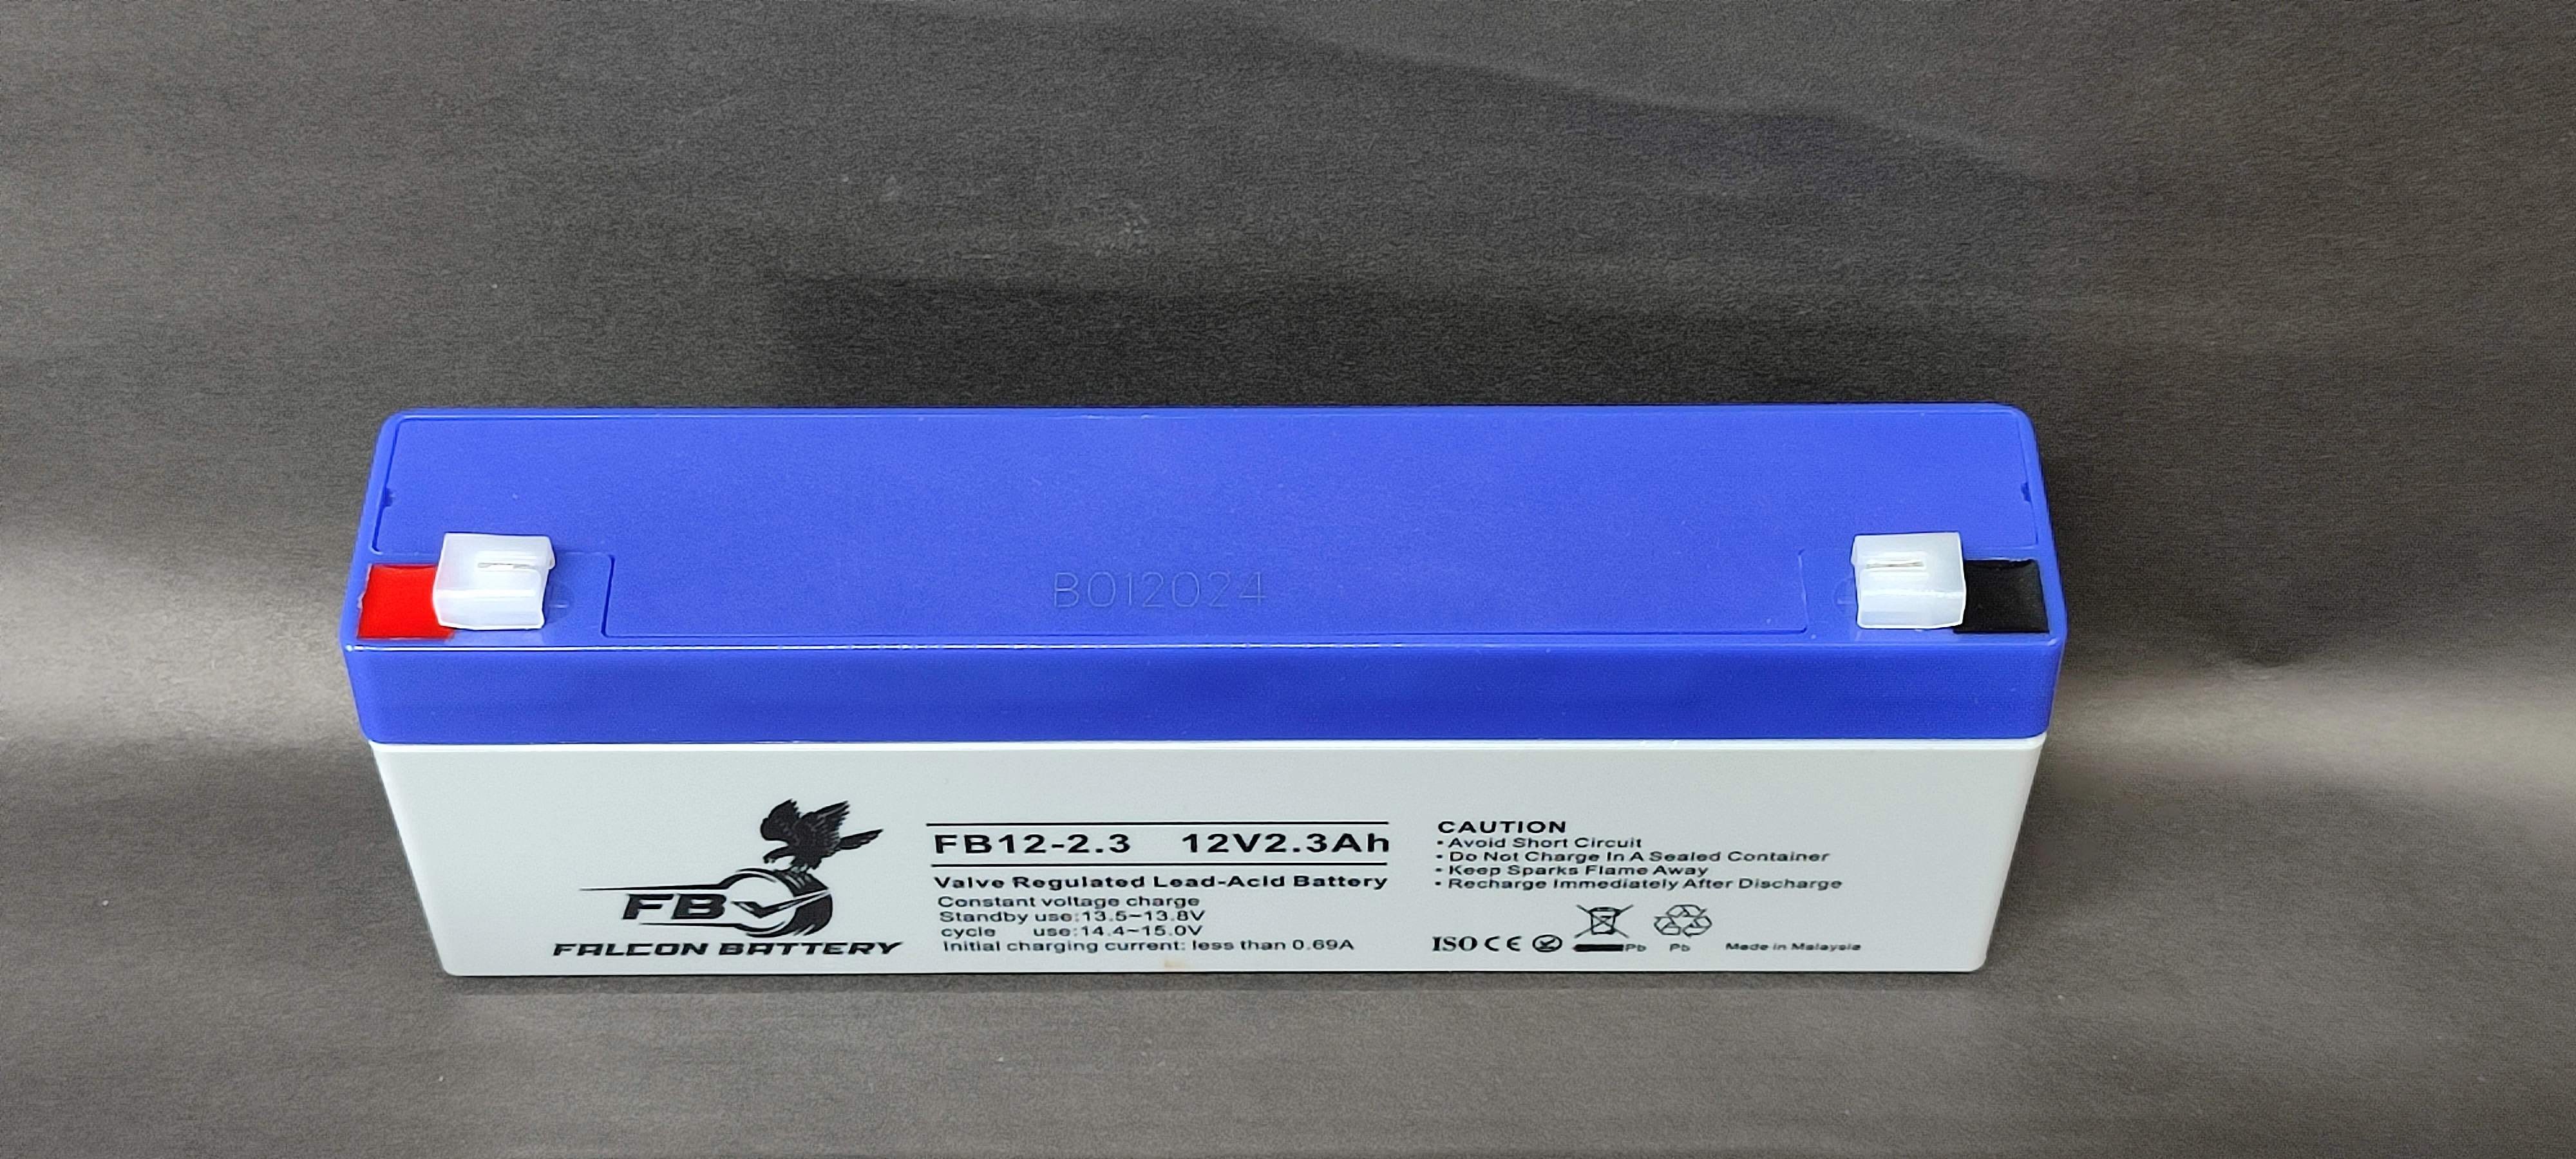 B012024
FB
FALCON BATTERY
FB12-2.3 12V2.3Ah
Valve Regulated Lead-Acid Battery
Constant voltage charge
Standby use:13.5~13.8V
cycle use:14.4~15.0V
Initial charging current: less than 0.69A
CAUTION
• Avoid Short Circuit
• Do Not Charge In A Sealed Container
• Keep Sparks Flame Away
• Recharge Immediately After Discharge
ISO CE Pb Pb Made in Malaysia